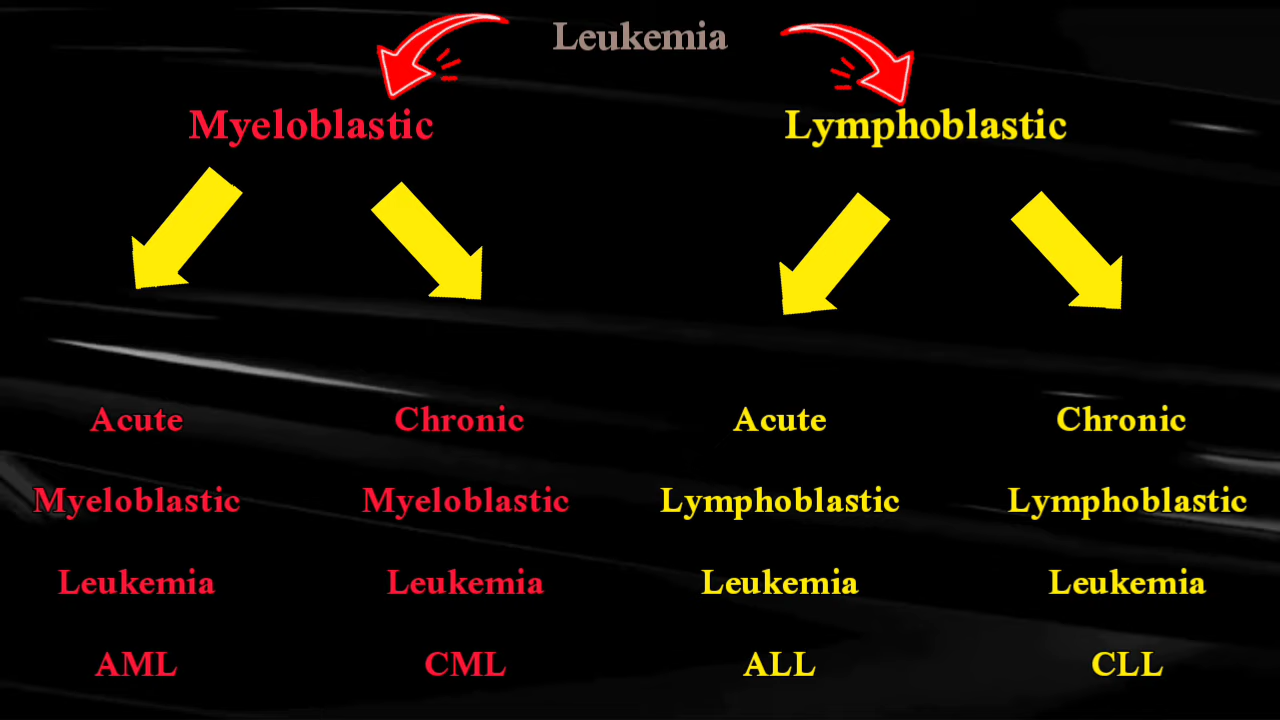 Leukemia
Myeloblastic
Lymphoblastic
Acute
Myeloblastic
Leukemia
AML
Chronic
Myeloblastic
Leukemia
CML
Acute
Lymphoblastic
Leukemia
ALL
Chronic
Lymphoblastic
Leukemia
CLL